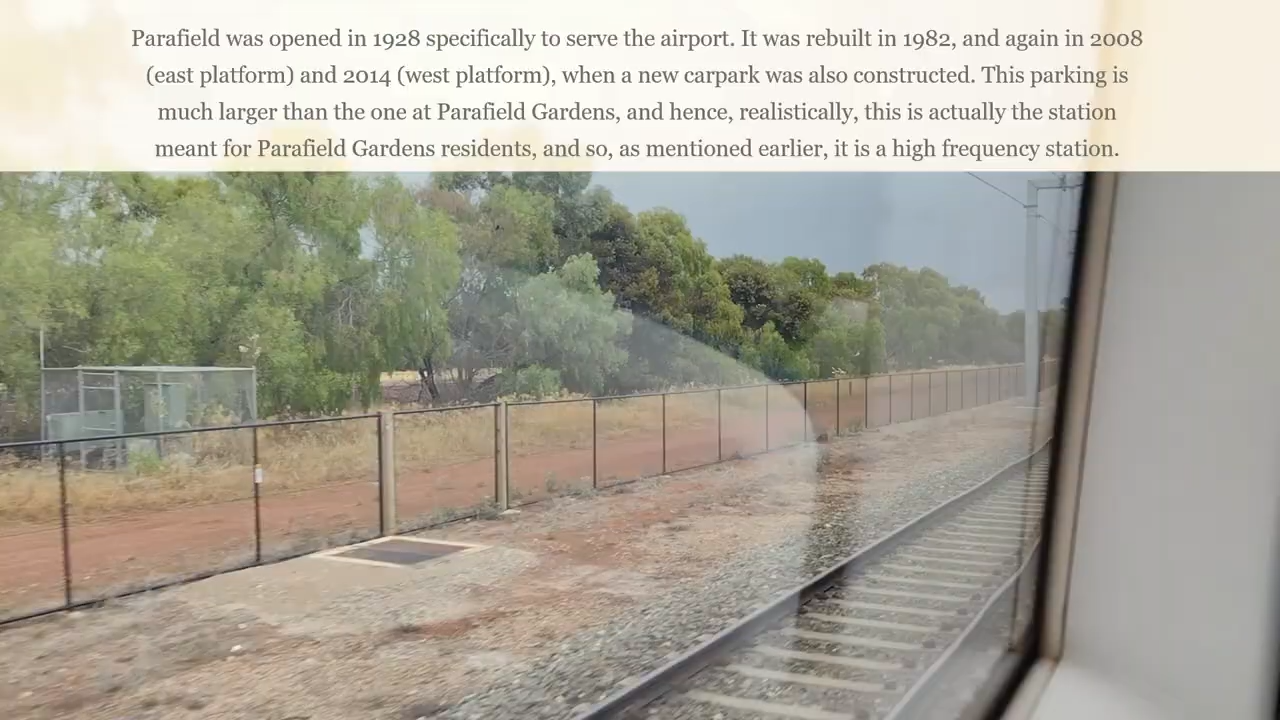 Parafield was opened in 1928 specifically to serve the airport. It was rebuilt in 1982, and again in 2008
(east platform) and 2014 (west platform), when a new carpark was also constructed. This parking is
much larger than the one at Parafield Gardens, and hence, realistically, this is actually the station
meant for Parafield Gardens residents, and so, as mentioned earlier, it is a high frequency station.